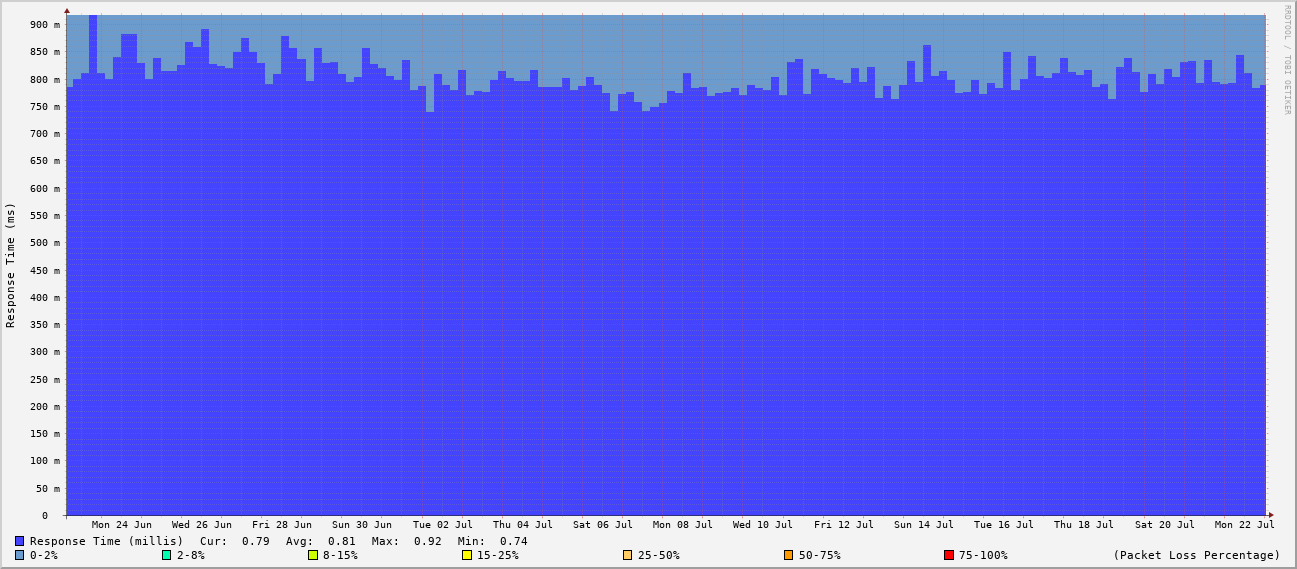 RRDTOOL / TOBI OETIKER
Response Time (ms)
900 m
850 m
800 m
750 m
700 m
650 m
600 m
550 m
500 m
450 m
400 m
350 m
300 m
250 m
200 m
150 m
100 m
50 m
0
Mon 24 Jun Wed 26 Jun Fri 28 Jun Sun 30 Jun Tue 02 Jul Thu 04 Jul Sat 06 Jul Mon 08 Jul Wed 10 Jul Fri 12 Jul Sun 14 Jul Tue 16 Jul Thu 18 Jul Sat 20 Jul Mon 22 Jul
Response Time (millis) Cur: 0.79 Avg: 0.81 Max: 0.92 Min: 0.74
0-2% 2-8% 8-15% 15-25% 25-50% 50-75% 75-100% (Packet Loss Percentage)